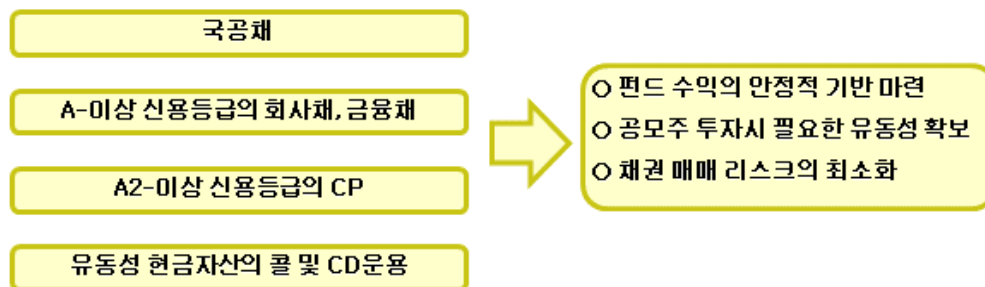 국공채
A-이상 신용등급의 회사채, 금융채
A2-이상 신용등급의 CP
유동성 현금자산의 콜 및 CD운용
○ 펀드 수익의 안정적 기반 마련
○ 공모주 투자시 필요한 유동성 확보
○ 채권 매매 리스크의 최소화